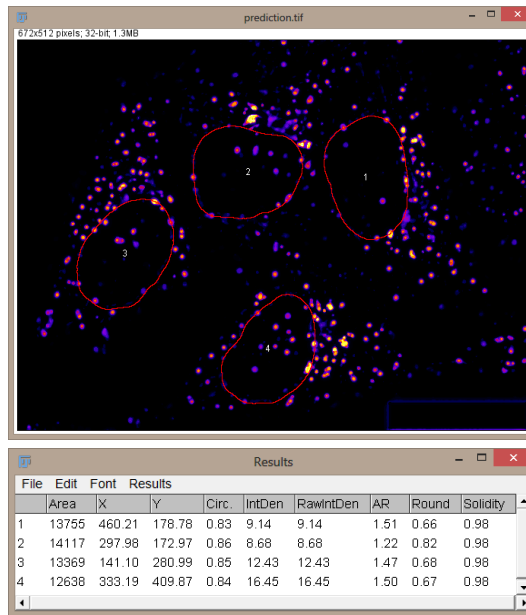 prediction.tif
672x512 pixels; 32-bit; 1.3MB
2
1
3
4
Results
File Edit Font Results
Area X Y Circ. IntDen RawIntDen AR Round Solidity
1 13755 460.21 178.78 0.83 9.14 9.14 1.51 0.66 0.98
2 14117 297.98 172.97 0.86 8.68 8.68 1.22 0.82 0.98
3 13369 141.10 280.99 0.85 12.43 12.43 1.47 0.68 0.98
4 12638 333.19 409.87 0.84 16.45 16.45 1.50 0.67 0.98